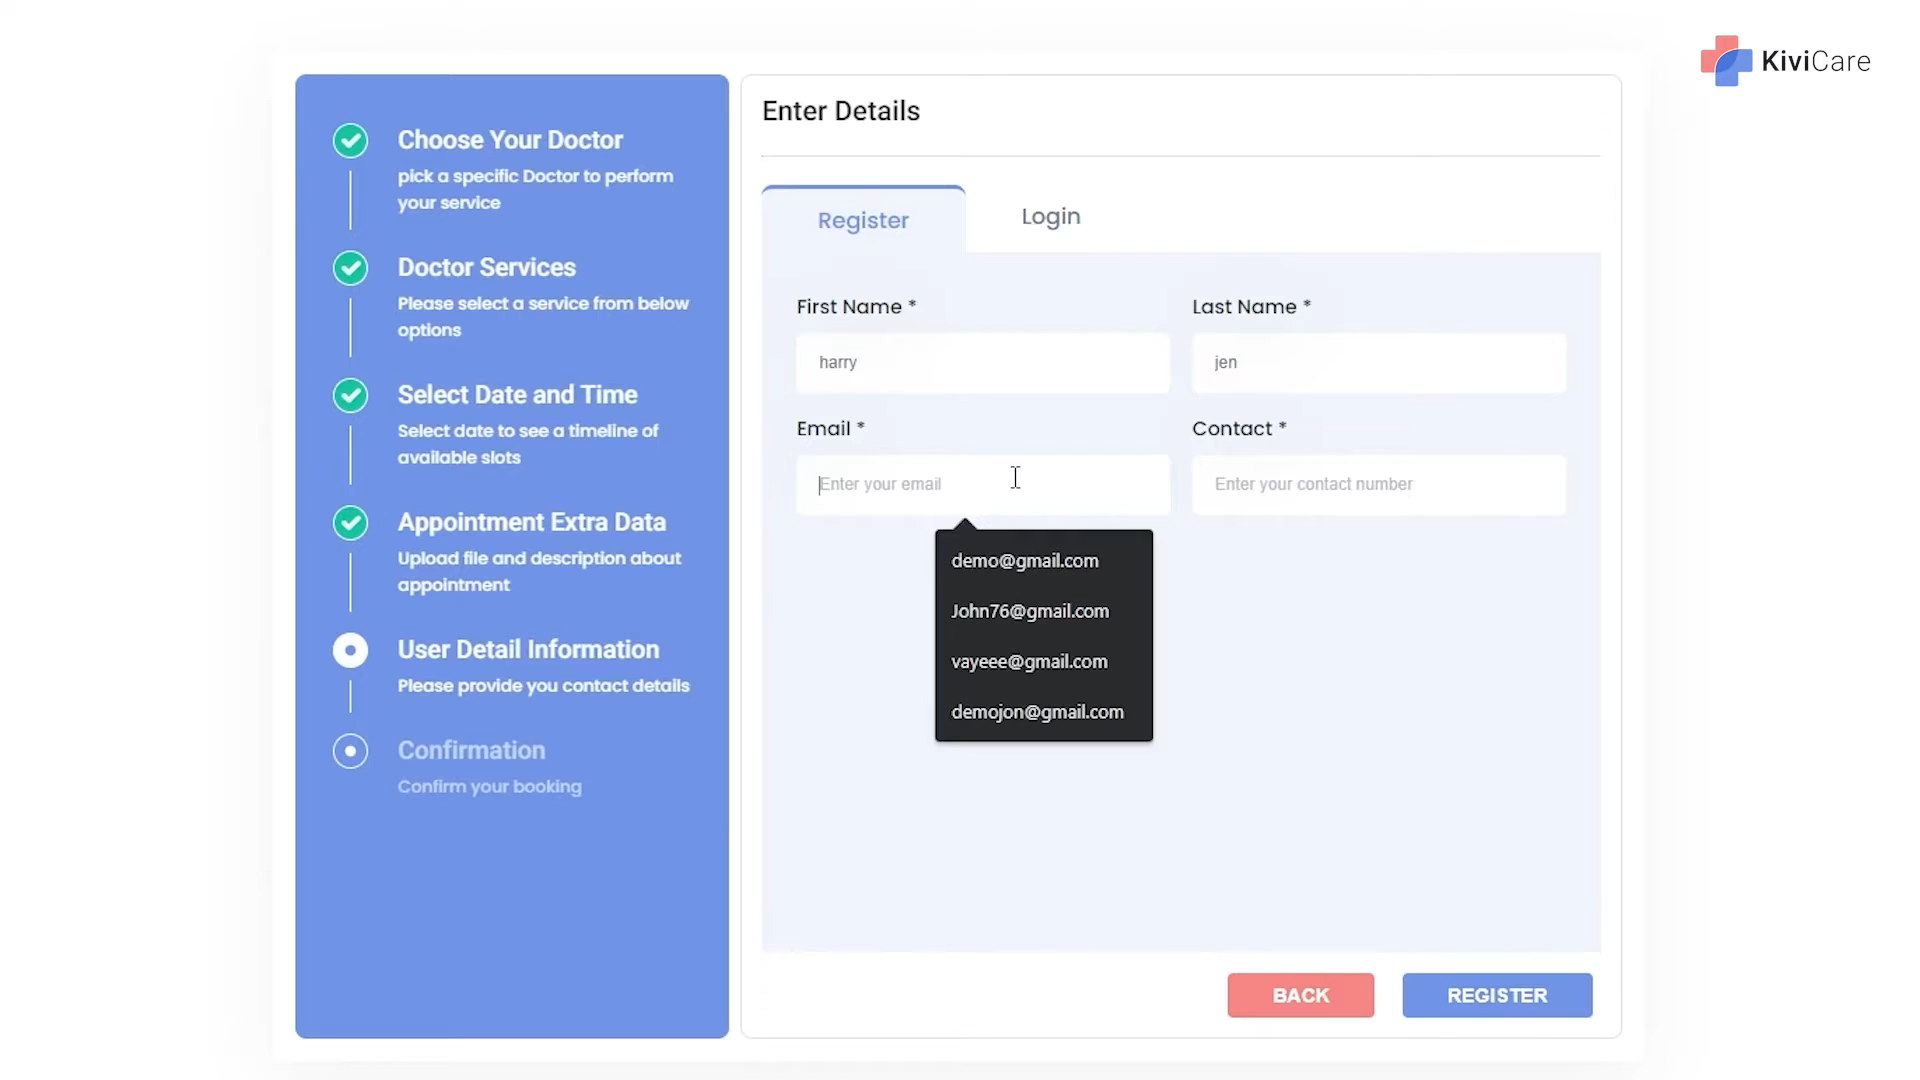 KiviCare
Choose Your Doctor
pick a specific Doctor to perform
your service
Doctor Services
Please select a service from below
options
Select Date and Time
Select date to see a timeline of
available slots
Appointment Extra Data
Upload file and description about
appointment
User Detail Information
Please provide you contact details
Confirmation
Confirm your booking
Enter Details
Register
Login
First Name *
Last Name *
harry
jen
Email *
Contact *
Enter your email
Enter your contact number
demo@gmail.com
John76@gmail.com
vayeee@gmail.com
demojon@gmail.com
BACK
REGISTER